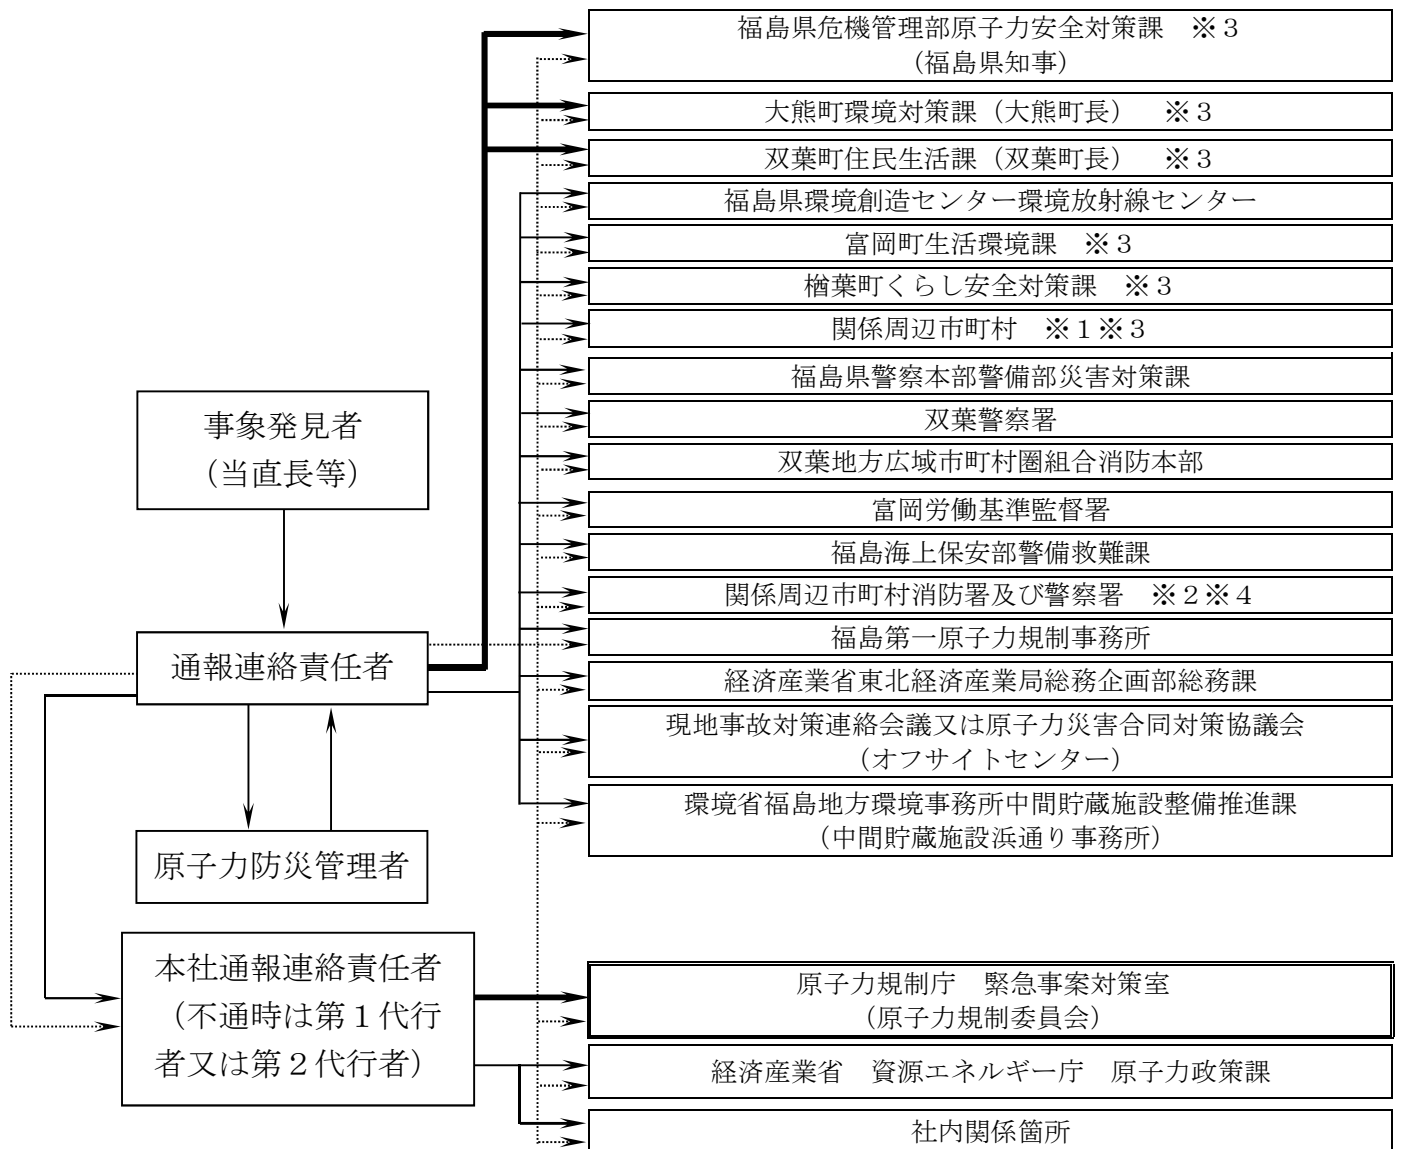 福島県危機管理部原子力安全対策課　※３
（福島県知事）
大熊町環境対策課（大熊町長）　※３
双葉町住民生活課（双葉町長）　※３
福島県環境創造センター環境放射線センター
富岡町生活環境課　※３
楢葉町くらし安全対策課　※３
関係周辺市町村　※１※３
福島県警察本部警備部災害対策課
双葉警察署
双葉地方広域市町村圏組合消防本部
富岡労働基準監督署
福島海上保安部警備救難課
関係周辺市町村消防署及び警察署　※２※４
福島第一原子力規制事務所
経済産業省東北経済産業局総務企画部総務課
現地事故対策連絡会議又は原子力災害合同対策協議会
（オフサイトセンター）
環境省福島地方環境事務所中間貯蔵施設整備推進課
（中間貯蔵施設浜通り事務所）
事象発見者
（当直長等）
通報連絡責任者
原子力防災管理者
本社通報連絡責任者
（不通時は第１代行
者又は第２代行者）
原子力規制庁　緊急事案対策室
（原子力規制委員会）
経済産業省　資源エネルギー庁　原子力政策課
社内関係箇所